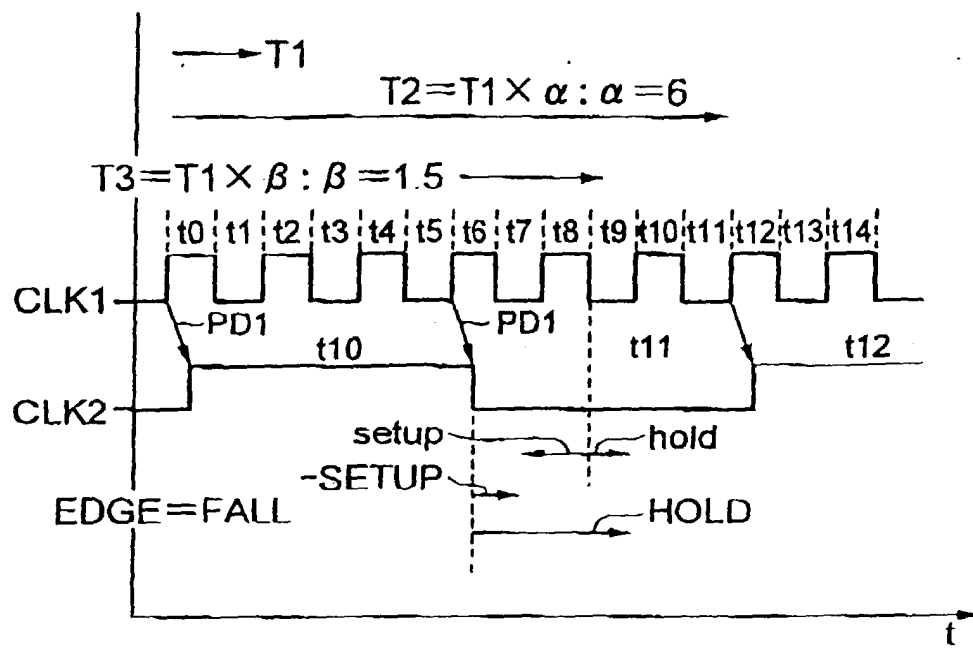 T1
T2=T1×α:α=6
T3=T1×β:β=1.5
t0 t1 t2 t3 t4 t5 t6 t7 t8 t9 t10 t11 t12 t13 t14
CLK1
PD1
PD1
t10
t11
t12
CLK2
setup
hold
-SETUP
EDGE=FALL
HOLD
t